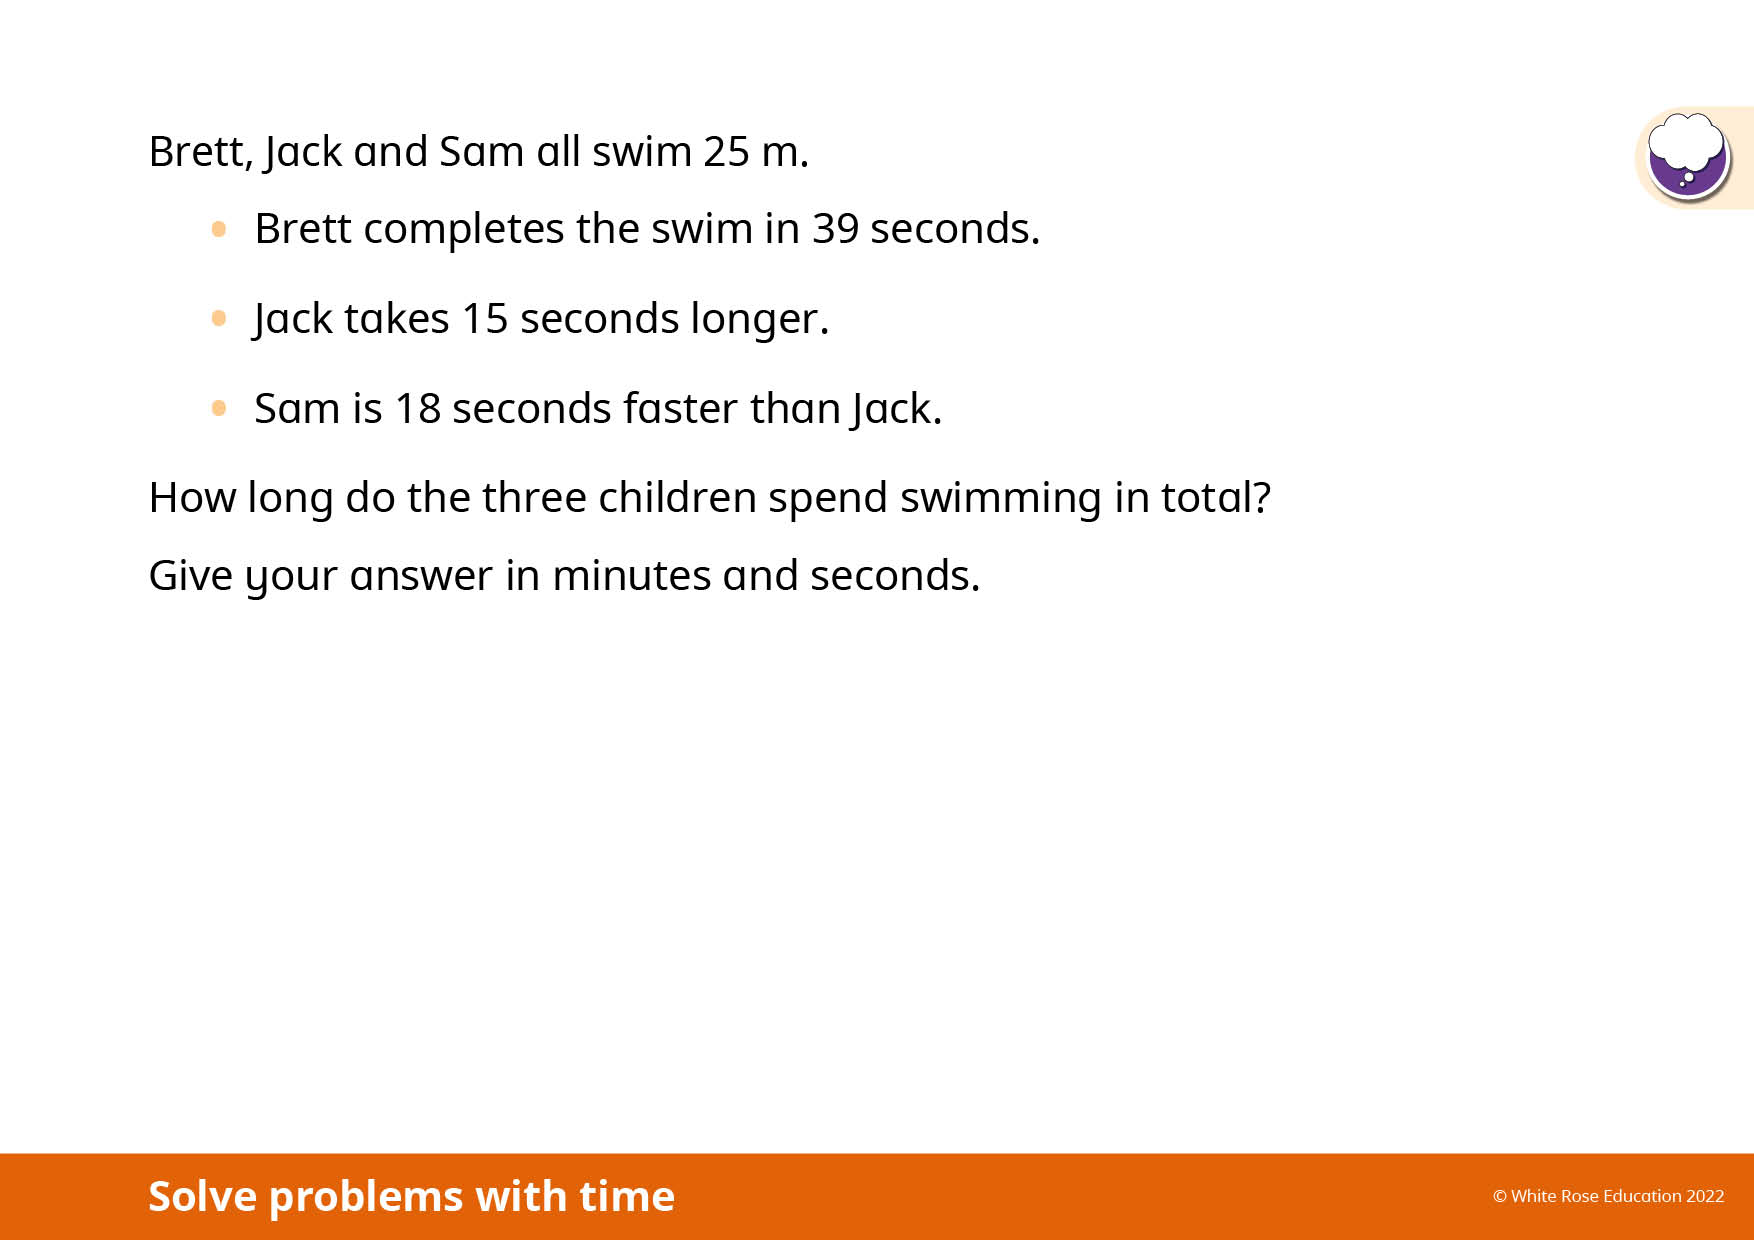 Brett, Jack and Sam all swim 25 m.
• Brett completes the swim in 39 seconds.
• Jack takes 15 seconds longer.
• Sam is 18 seconds faster than Jack.
How long do the three children spend swimming in total?
Give your answer in minutes and seconds.
Solve problems with time
© White Rose Education 2022